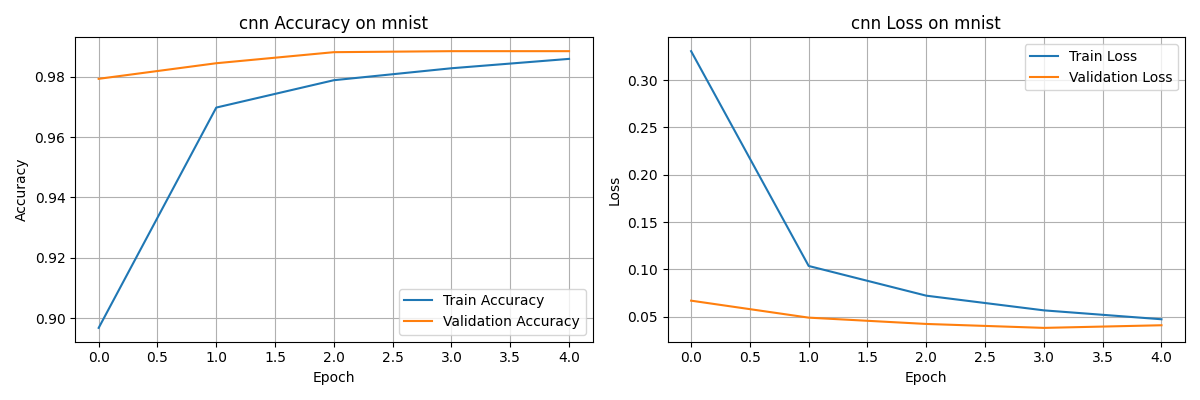 cnn Accuracy on mnist
Accuracy
0.98
0.96
0.94
0.92
0.90
Train Accuracy
Validation Accuracy
0.0 0.5 1.0 1.5 2.0 2.5 3.0 3.5 4.0
Epoch
cnn Loss on mnist
Loss
Train Loss
Validation Loss
0.30
0.25
0.20
0.15
0.10
0.05
0.0 0.5 1.0 1.5 2.0 2.5 3.0 3.5 4.0
Epoch